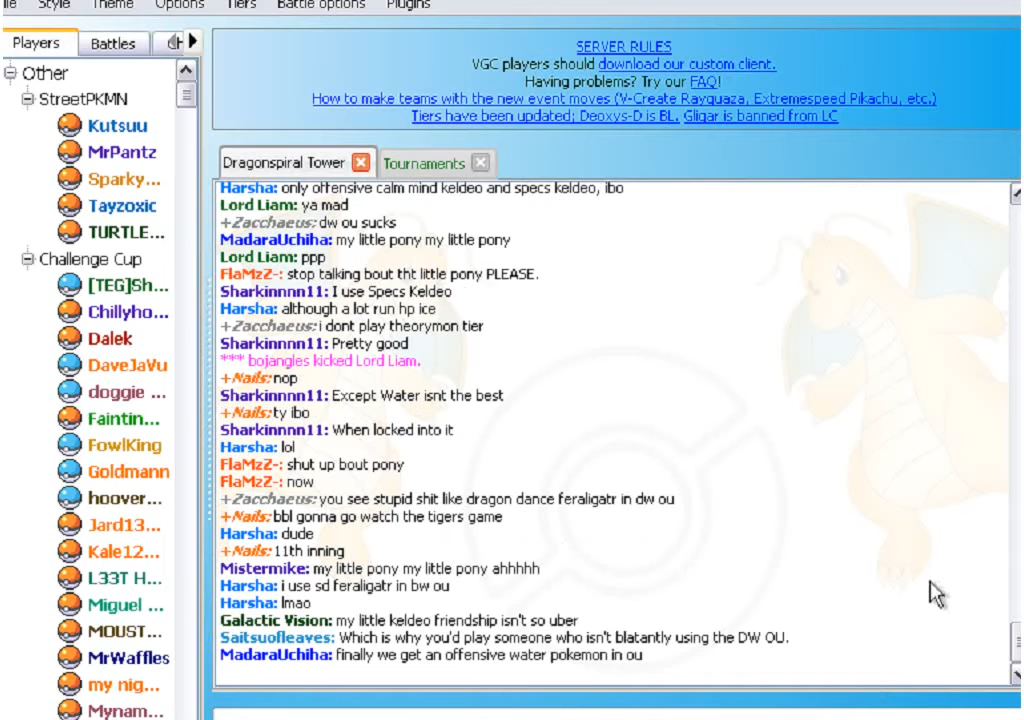 Style Theme Options Tiers Battle options Plugins
Players Battles
Other
StreetPKMN
Kutsuu
MrPantz
Sparky...
Tayzoxic
TURTLE...
Challenge Cup
[TEG]Sh...
Chillyho...
Dalek
DaveJaVu
doggie ...
Faintin...
FowlKing
Goldmann
hoover...
Jard13...
Kale12...
L33T H...
Miguel ...
MOUST...
MrWaffles
my nig...
Mynam...
SERVER RULES
VGC players should download our custom client.
Having problems? Try our FAQ!
How to make teams with the new event moves (V-Create Rayquaza, Extremespeed Pikachu, etc.)
Tiers have been updated; Deoxys-D is BL. Gligar is banned from LC
Dragonspiral Tower Tournaments
Harsha: only offensive calm mind keldeo and specs keldeo, ibo
Lord Liam: ya mad
+Zacchaeus: dw ou sucks
MadaraUchiha: my little pony my little pony
Lord Liam: ppp
FlaMzZ-: stop talking bout tht little pony PLEASE.
Sharkinnnn11: I use Specs Keldeo
Harsha: although a lot run hp ice
+Zacchaeus: i dont play theorymon tier
Sharkinnnn11: Pretty good
*** bojangles kicked Lord Liam.
+Nails: nop
Sharkinnnn11: Except Water isnt the best
+Nails: ty ibo
Sharkinnnn11: When locked into it
Harsha: lol
FlaMzZ-: shut up bout pony
FlaMzZ-: now
+Zacchaeus: you see stupid shit like dragon dance feraligatr in dw ou
+Nails: bbl gonna go watch the tigers game
Harsha: dude
+Nails: 11th inning
Mistermike: my little pony my little pony ahhhhh
Harsha: i use sd feraligatr in bw ou
Harsha: lmao
Galactic Vision: my little keldeo friendship isn't so uber
Saitsuofleaves: Which is why you'd play someone who isn't blatantly using the DW OU.
MadaraUchiha: finally we get an offensive water pokemon in ou